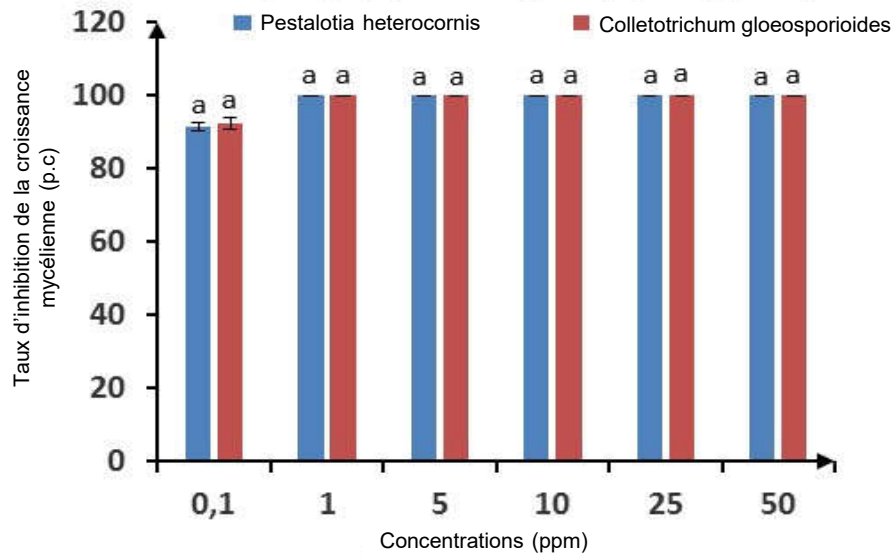 120
Pestalotia heterocornis
Colletotrichum gloeosporioides
a a a a a a a a a a a a
100
80
60
40
20
0
Taux d'inhibition de la croissance
mycélienne (p.c)
0,1 1 5 10 25 50
Concentrations (ppm)